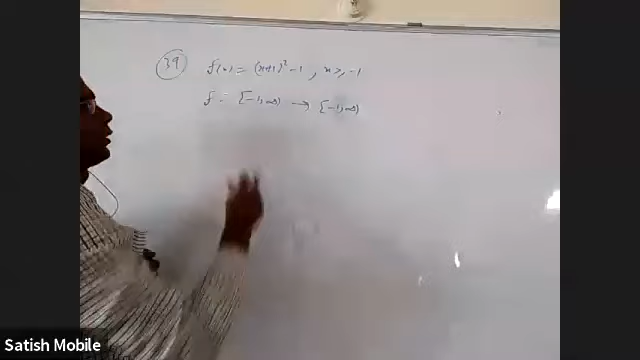 39 f(x) = (x+1)² - 1, x ≥ -1
f = [-1, ∞) → [-1, ∞)
Satish Mobile